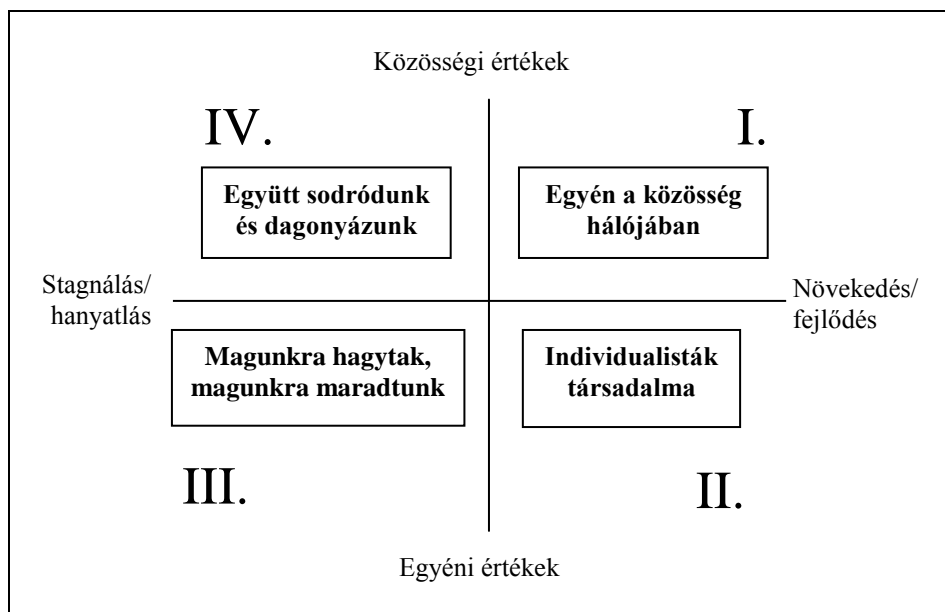 Közösségi értékek
IV.
I.
Együtt sodródunk
és dagonyázunk
Egyén a közösség
hálójában
Stagnálás/
hanyatlás
Növekedés/
fejlődés
Magunkra hagytak,
magunkra maradtunk
Individualisták
társadalma
III.
II.
Egyéni értékek